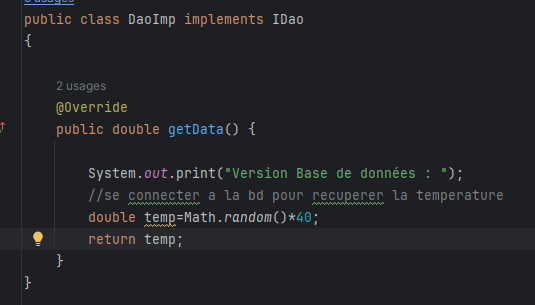 public class DaoImp implements IDao
{
2 usages
@Override
public double getData() {
System.out.print("Version Base de données : ");
//se connecter a la bd pour recuperer la temperature
double temp=Math.random()*40;
return temp;
}
}